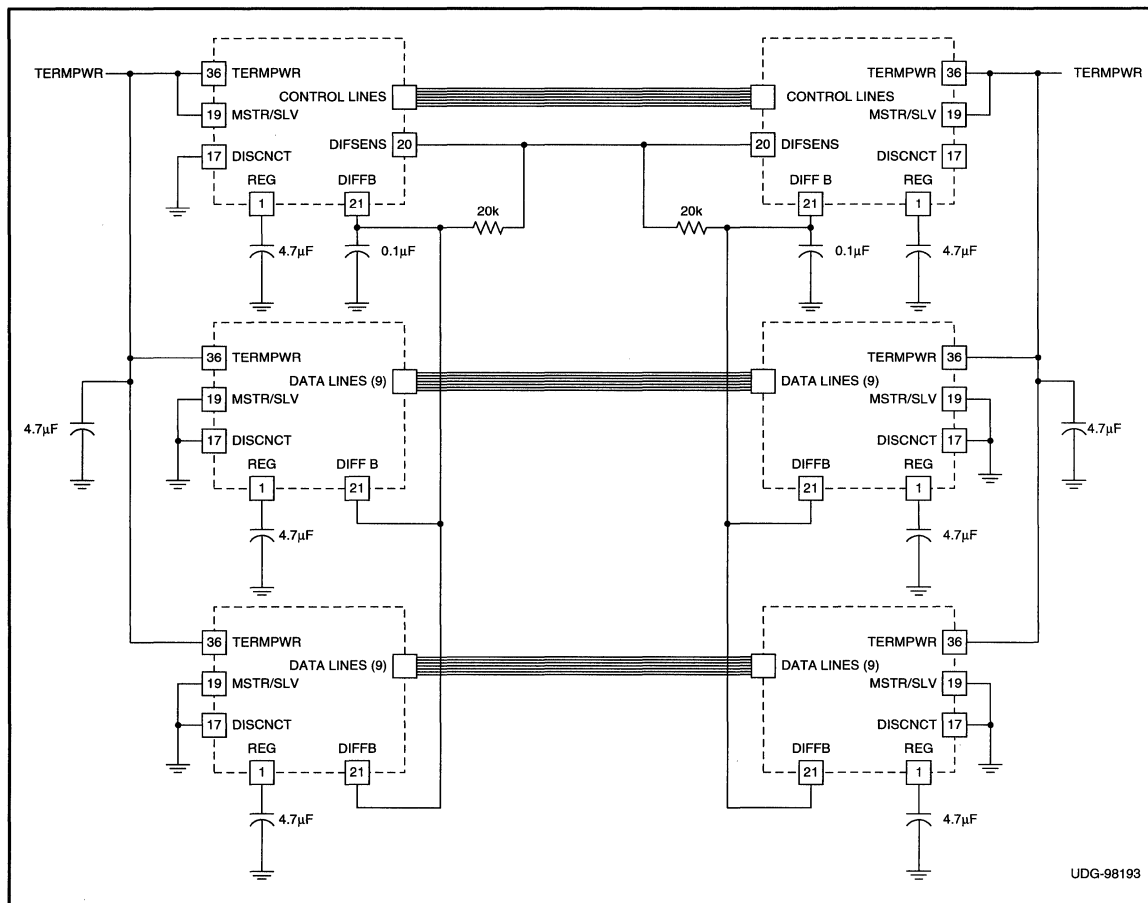 TERMPWR 36 TERMPWR TERMPWR 36 TERMPWR
CONTROL LINES CONTROL LINES
19 MSTR/SLV MSTR/SLV 19
DIFSENS 20 20 DIFSENS
17 DISCNCT DISCNCT 17
REG DIFFB DIFF B REG
1 21 21 1
20k 20k
4.7µF 0.1µF 0.1µF 4.7µF
36 TERMPWR TERMPWR 36
DATA LINES (9) DATA LINES (9)
19 MSTR/SLV MSTR/SLV 19
4.7µF 4.7µF
17 DISCNCT DISCNCT 17
REG DIFF B DIFFB REG
1 21 21 1
4.7µF 4.7µF
36 TERMPWR TERMPWR 36
DATA LINES (9) DATA LINES (9)
19 MSTR/SLV MSTR/SLV 19
17 DISCNCT DISCNCT 17
REG DIFFB DIFFB REG
1 21 21 1
4.7µF 4.7µF
UDG-98193